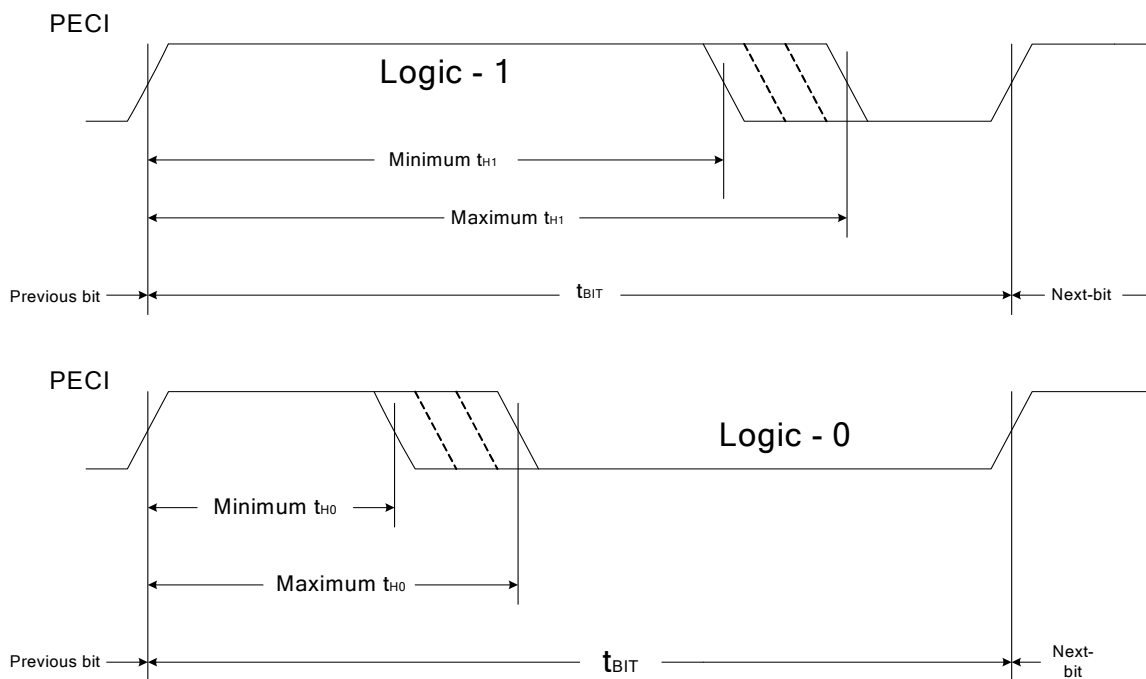 PECI
Logic - 1
Minimum tH1
Maximum tH1
Previous bit
tBIT
Next-bit
PECI
Logic - 0
Minimum tH0
Maximum tH0
Previous bit
tBIT
Next-
bit